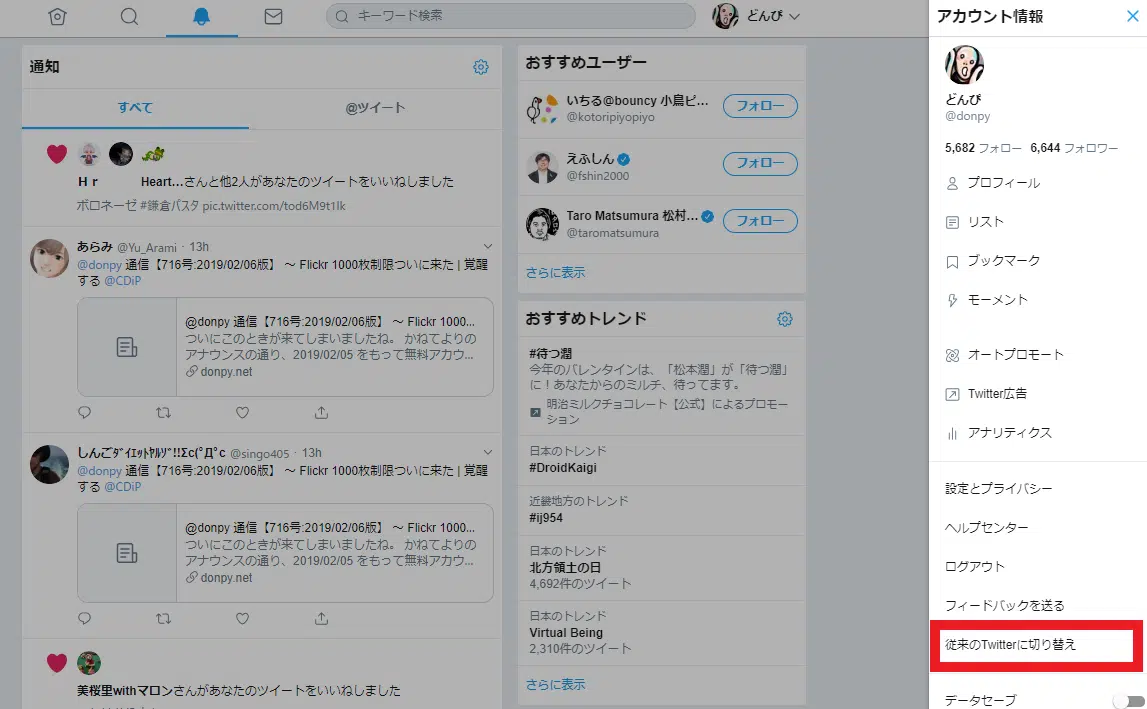 キーワード検索
どんぴ
通知
すべて
@ツイート
H r Heart...さんと他2人があなたのツイートをいいねしました
ボロネーゼ #鎌倉パスタ pic.twitter.com/tod6M9t1lk
あらみ @Yu_Arami · 13h
@donpy 通信【716号:2019/02/06版】 〜 Flickr 1000枚制限ついに来た | 覚醒
する @CDiP
@donpy 通信【716号:2019/02/06版】 〜 Flickr 1000...
ついにこのときが来てしまいましたね。 かねてよりの
アナウンスの通り、2019/02/05 をもって無料アカウ...
donpy.net
しんごﾀﾞｲｴｯﾄﾔﾙｿﾞ!!Σc(ﾟДﾟc @singo405 · 13h
@donpy 通信【716号:2019/02/06版】 〜 Flickr 1000枚制限ついに来た | 覚醒
する @CDiP
@donpy 通信【716号:2019/02/06版】 〜 Flickr 1000...
ついにこのときが来てしまいましたね。 かねてよりの
アナウンスの通り、2019/02/05 をもって無料アカウ...
donpy.net
美桜里withマロンさんがあなたのツイートをいいねしました
おすすめユーザー
いちる@bouncy 小鳥ピ...
@kotoripiyopiyo
フォロー
えふしん
@fshin2000
フォロー
Taro Matsumura 松村...
@taromatsumura
フォロー
さらに表示
おすすめトレンド
#待つ潤
今年のバレンタインは、「松本潤」が「待つ潤」
に！あなたからのミルチ、待ってます。
明治ミルクチョコレート【公式】によるプロモー
ション
日本のトレンド
#DroidKaigi
近畿地方のトレンド
#ij954
日本のトレンド
北方領土の日
4,692件のツイート
日本のトレンド
Virtual Being
2,310件のツイート
さらに表示
アカウント情報
どんぴ
@donpy
5,682 フォロー 6,644 フォロワー
プロフィール
リスト
ブックマーク
モーメント
オートプロモート
Twitter広告
アナリティクス
設定とプライバシー
ヘルプセンター
ログアウト
フィードバックを送る
従来のTwitterに切り替え
データセーブ